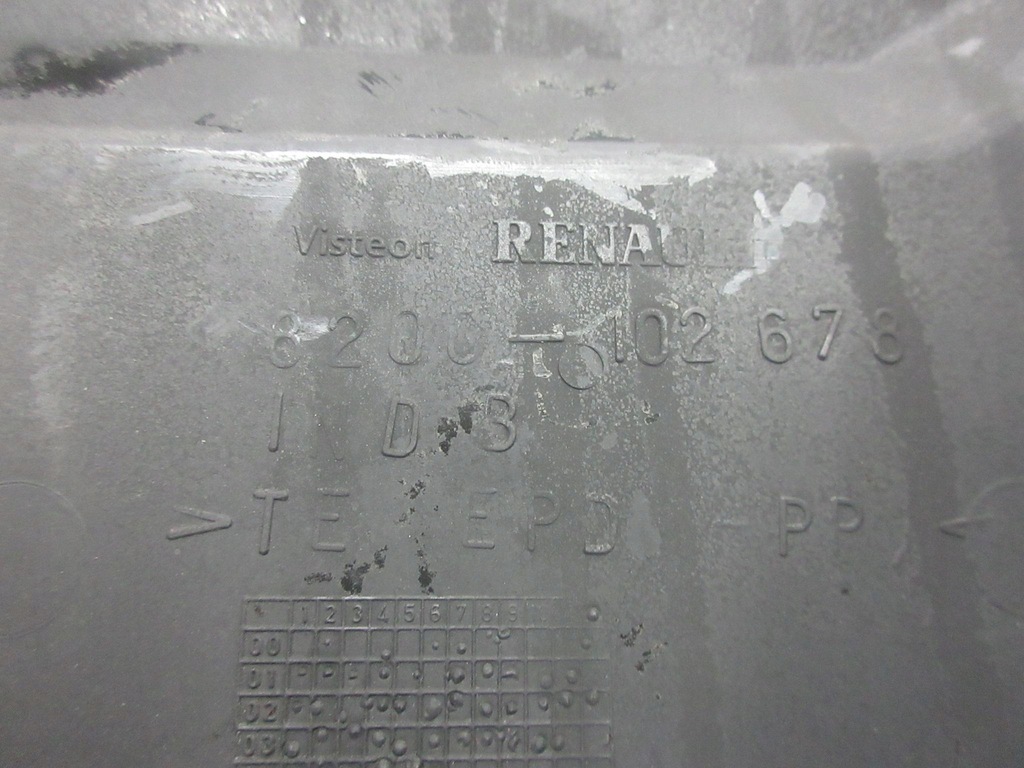 Visteon RENAULT
8200-102 678
IND B
>TE EPD -PP<
1 2 3 4 5 6 7 8 9
00
01
02
03